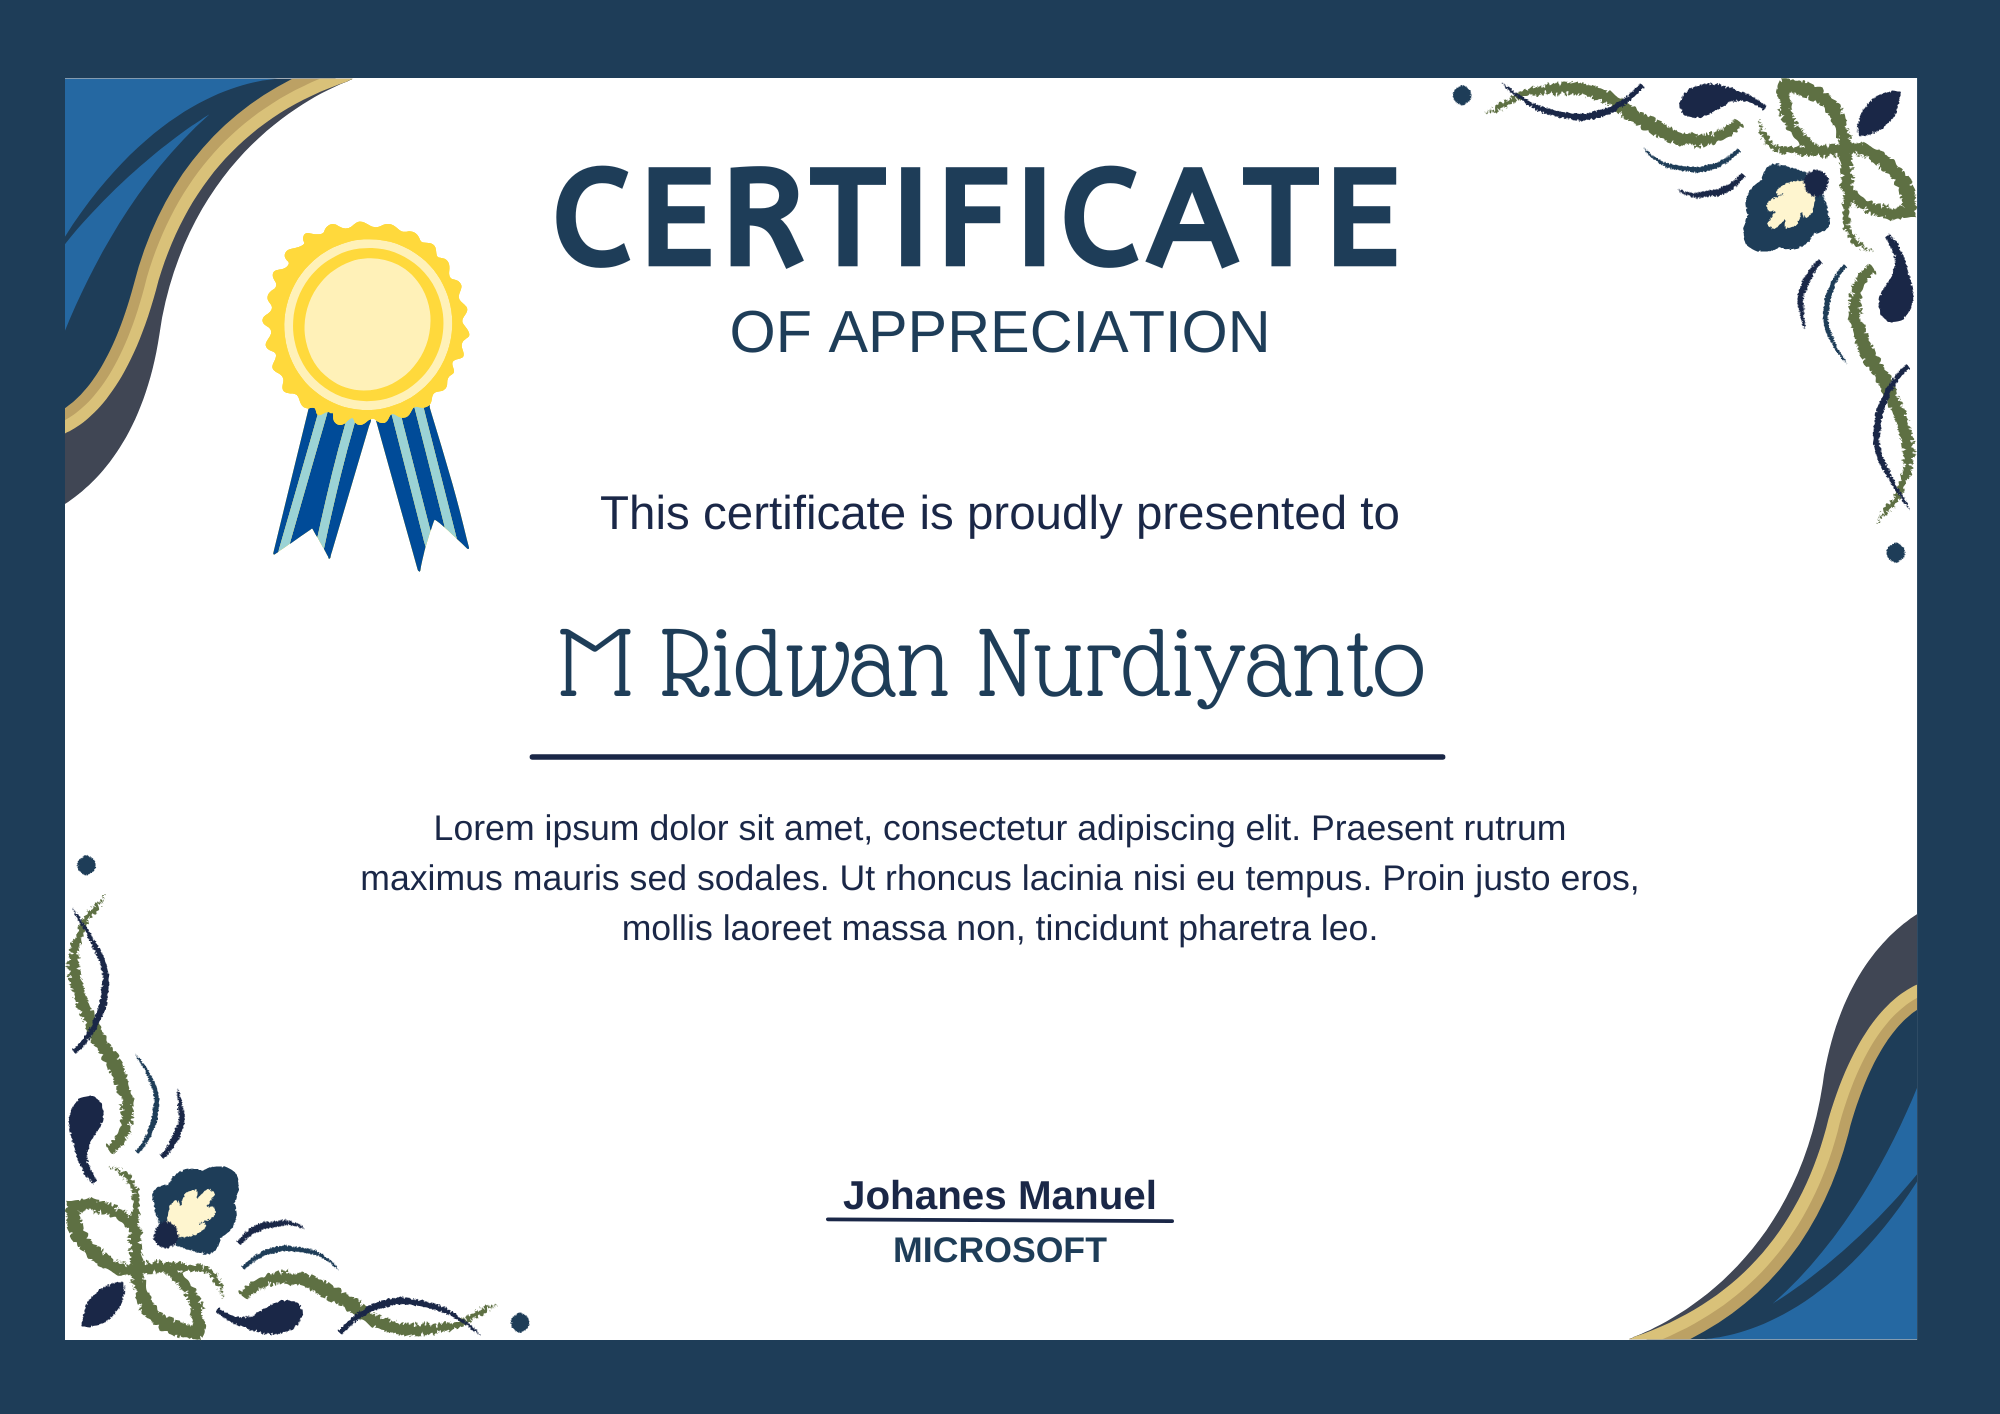 CERTIFICATE
OF APPRECIATION
This certificate is proudly presented to
M Ridwan Nurdiyanto
Lorem ipsum dolor sit amet, consectetur adipiscing elit. Praesent rutrum
maximus mauris sed sodales. Ut rhoncus lacinia nisi eu tempus. Proin justo eros,
mollis laoreet massa non, tincidunt pharetra leo.
Johanes Manuel
MICROSOFT